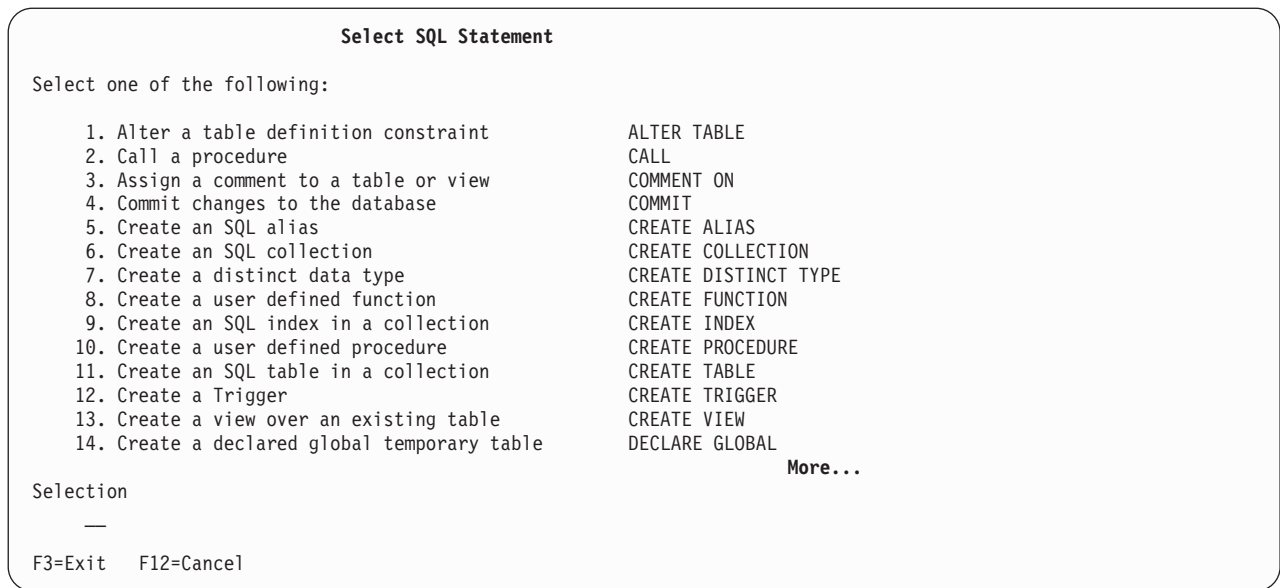 Select SQL Statement
Select one of the following:
1. Alter a table definition constraint ALTER TABLE
2. Call a procedure CALL
3. Assign a comment to a table or view COMMENT ON
4. Commit changes to the database COMMIT
5. Create an SQL alias CREATE ALIAS
6. Create an SQL collection CREATE COLLECTION
7. Create a distinct data type CREATE DISTINCT TYPE
8. Create a user defined function CREATE FUNCTION
9. Create an SQL index in a collection CREATE INDEX
10. Create a user defined procedure CREATE PROCEDURE
11. Create an SQL table in a collection CREATE TABLE
12. Create a Trigger CREATE TRIGGER
13. Create a view over an existing table CREATE VIEW
14. Create a declared global temporary table DECLARE GLOBAL
More...
Selection
__
F3=Exit F12=Cancel